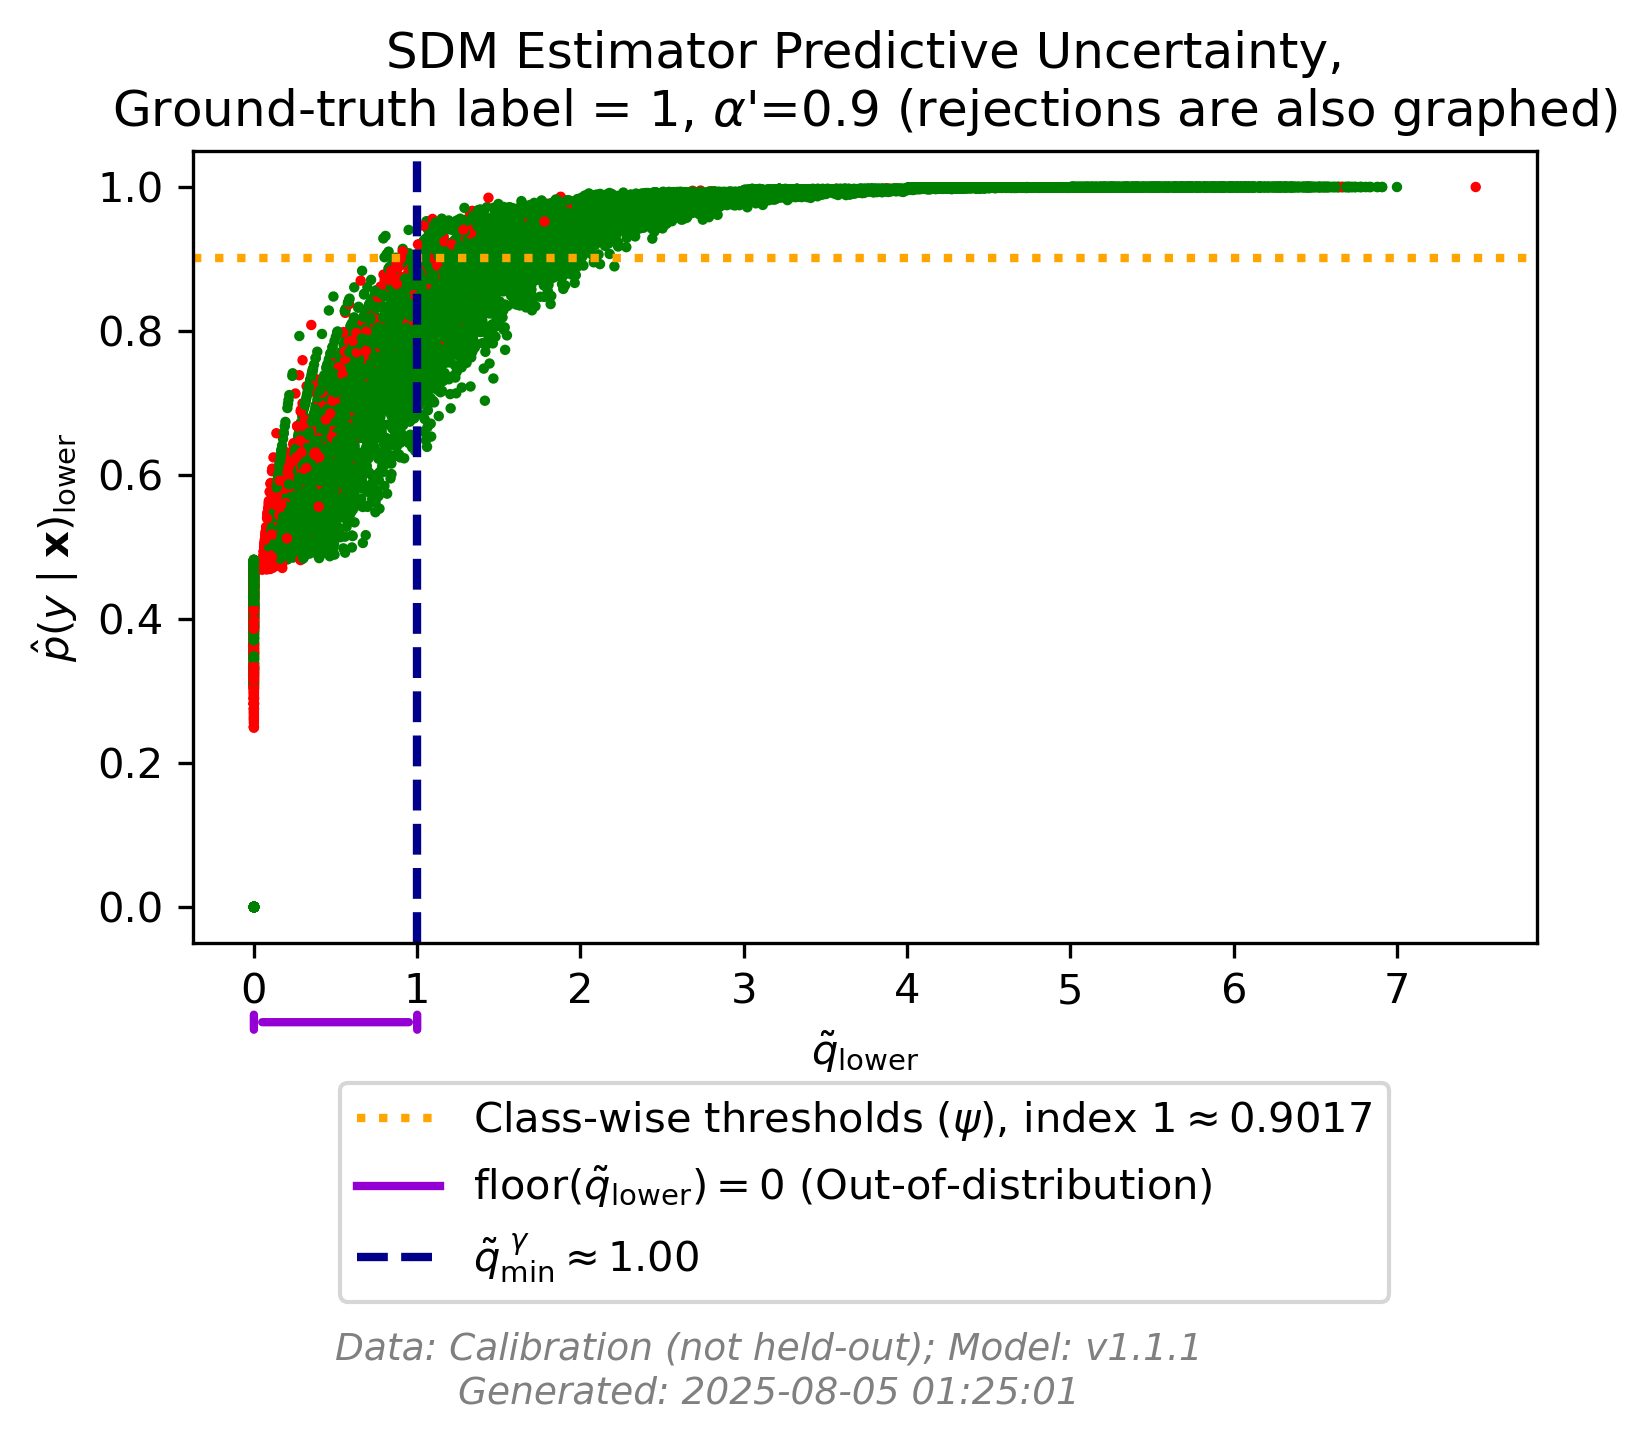 SDM Estimator Predictive Uncertainty,
Ground-truth label = 1, α'=0.9 (rejections are also graphed)
1.0
0.8
0.6
0.4
0.2
0.0
p̂(y | x)lower
0 1 2 3 4 5 6 7
q̃lower
Class-wise thresholds (ψ), index 1 ≈ 0.9017
floor(q̃lower) = 0 (Out-of-distribution)
q̃γmin ≈ 1.00
Data: Calibration (not held-out); Model: v1.1.1
Generated: 2025-08-05 01:25:01